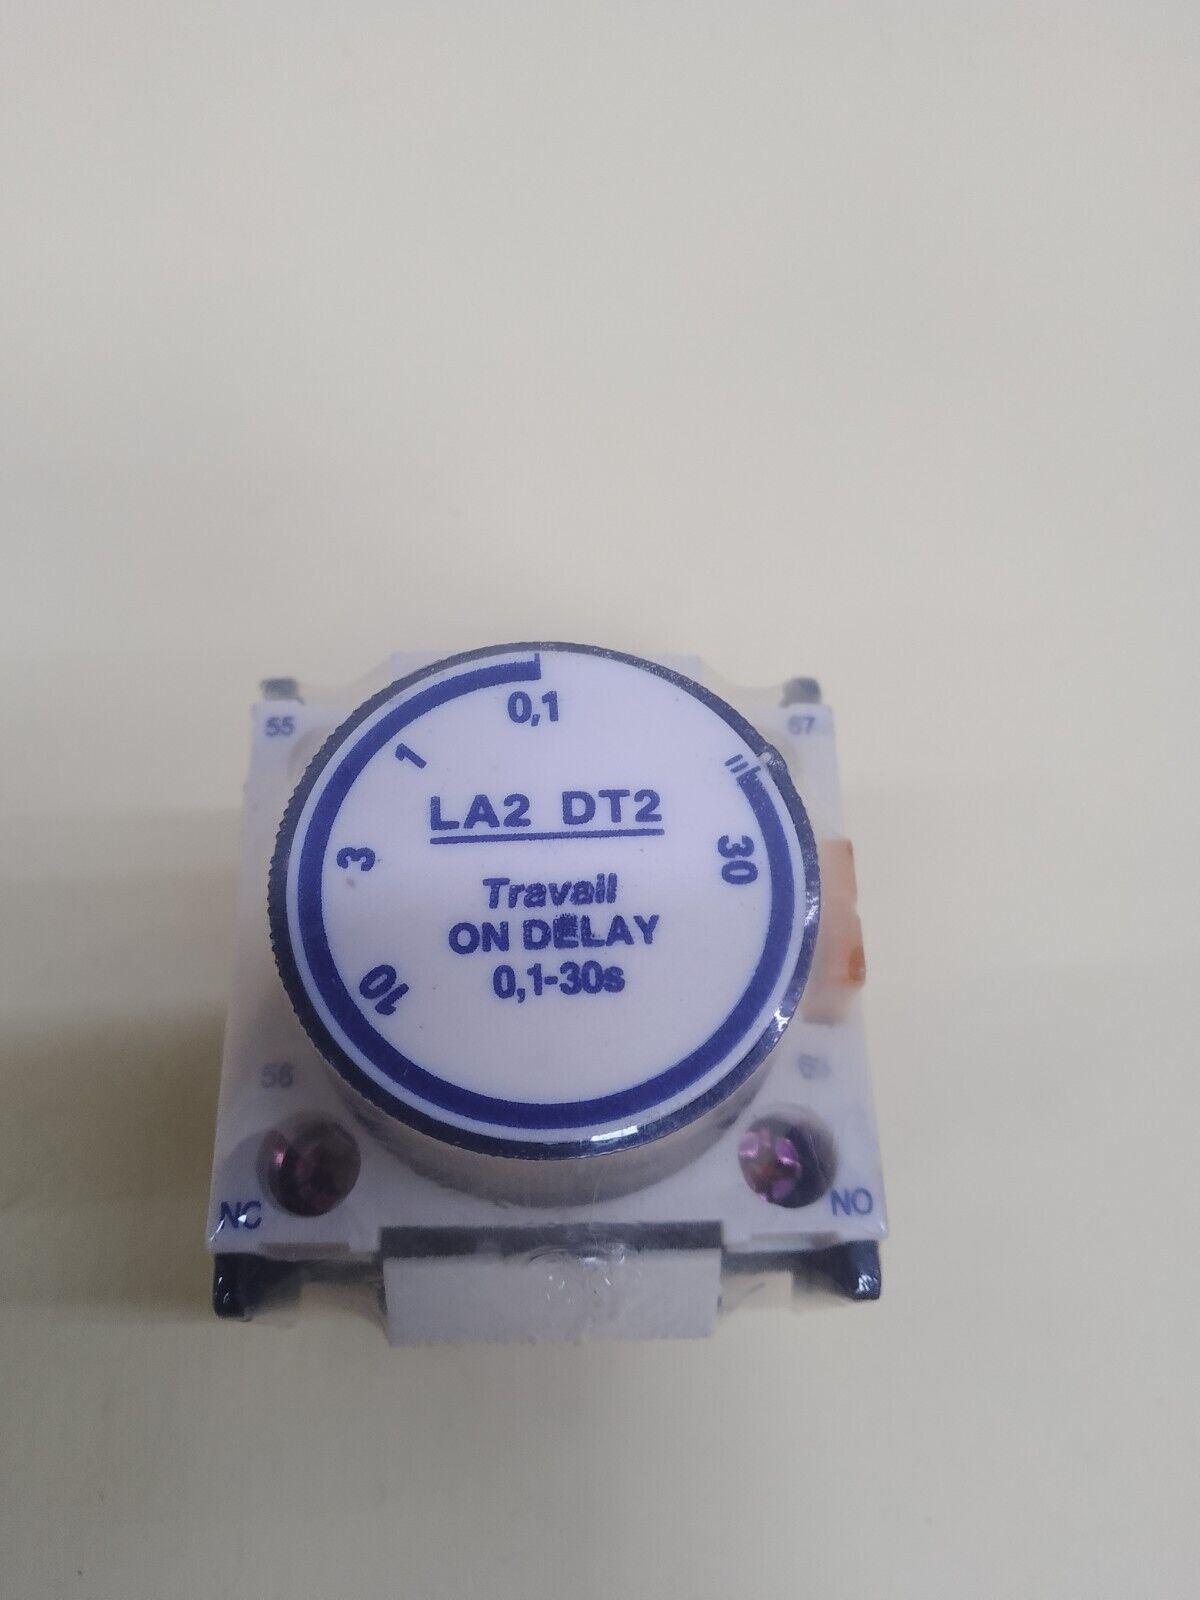 55
67
0,1
1
3
10
30
LA2 DT2
Travail
ON DELAY
0,1-30s
56
NC
NO